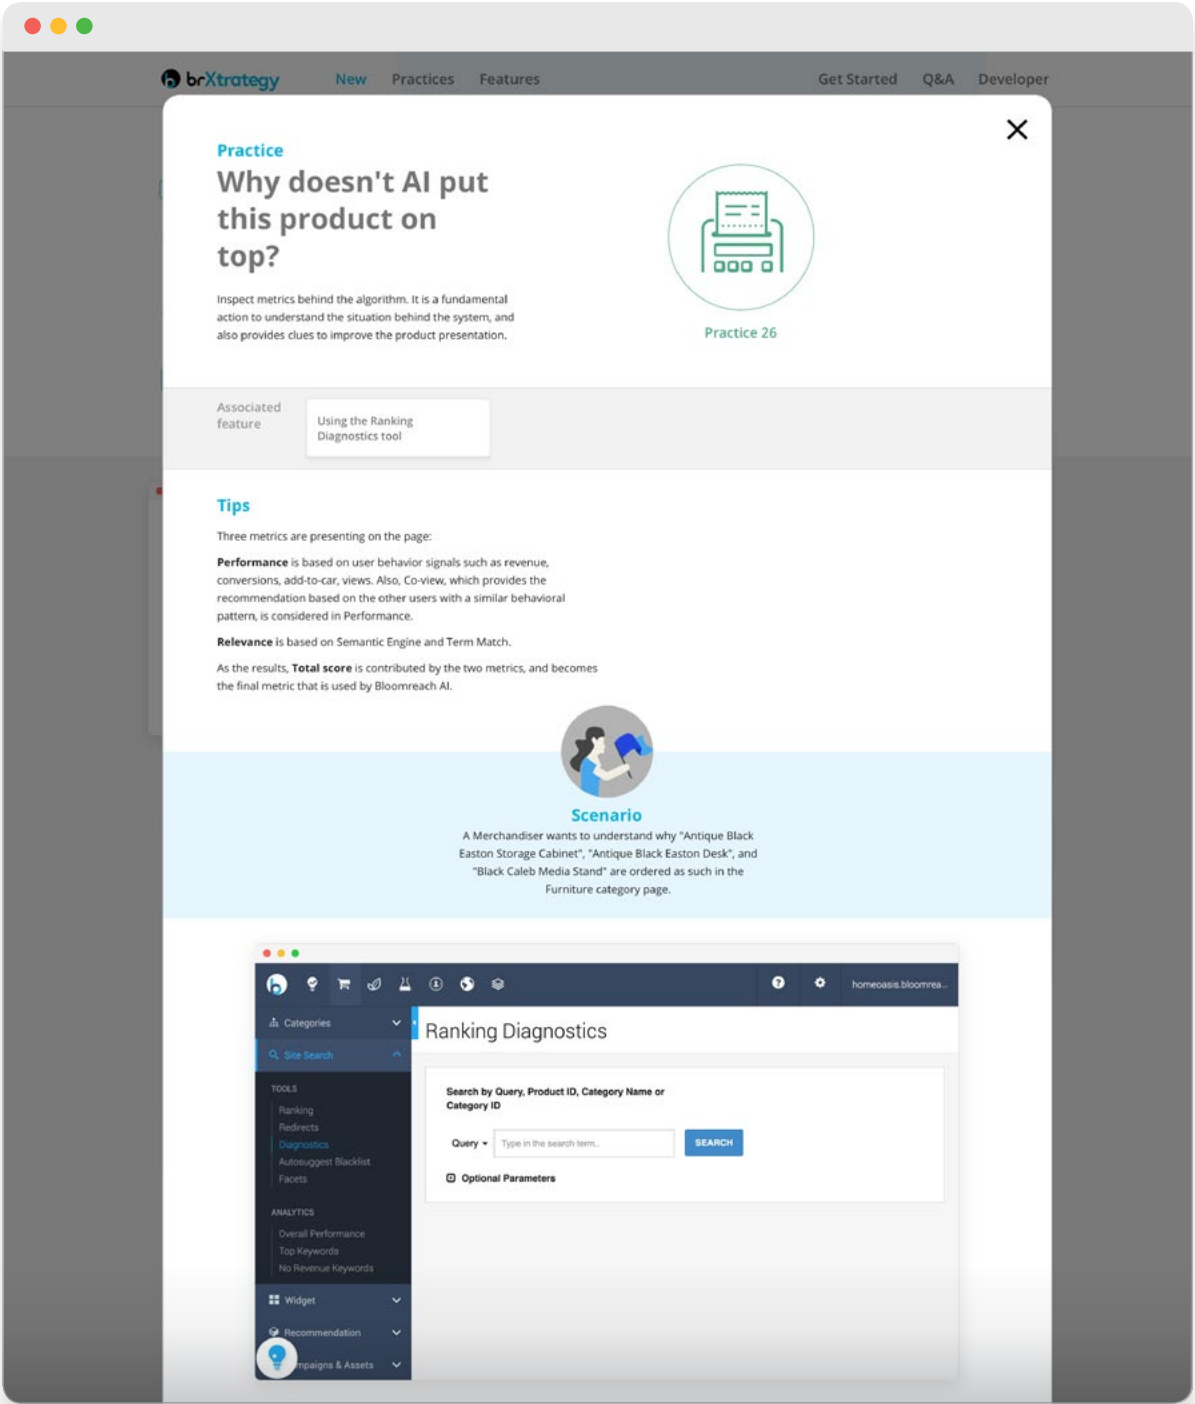 brXtrategy New Practices Features Get Started Q&A Developer
Practice
Why doesn't AI put
this product on
top?
Inspect metrics behind the algorithm. It is a fundamental
action to understand the situation behind the system, and
also provides clues to improve the product presentation.
Practice 26
Associated
feature
Using the Ranking
Diagnostics tool
Tips
Three metrics are presenting on the page:
Performance is based on user behavior signals such as revenue,
conversions, add-to-car, views. Also, Co-view, which provides the
recommendation based on the other users with a similar behavioral
pattern, is considered in Performance.
Relevance is based on Semantic Engine and Term Match.
As the results, Total score is contributed by the two metrics, and becomes
the final metric that is used by Bloomreach AI.
Scenario
A Merchandiser wants to understand why "Antique Black
Easton Storage Cabinet", "Antique Black Easton Desk", and
"Black Caleb Media Stand" are ordered as such in the
Furniture category page.
homeoasis.bloomrea...
Categories
Site Search
TOOLS
Ranking
Redirects
Diagnostics
Autosuggest Blacklist
Facets
ANALYTICS
Overall Performance
Top Keywords
No Revenue Keywords
Widget
Recommendation
mpaigns & Assets
Ranking Diagnostics
Search by Query, Product ID, Category Name or
Category ID
Query Type in the search term.. SEARCH
Optional Parameters